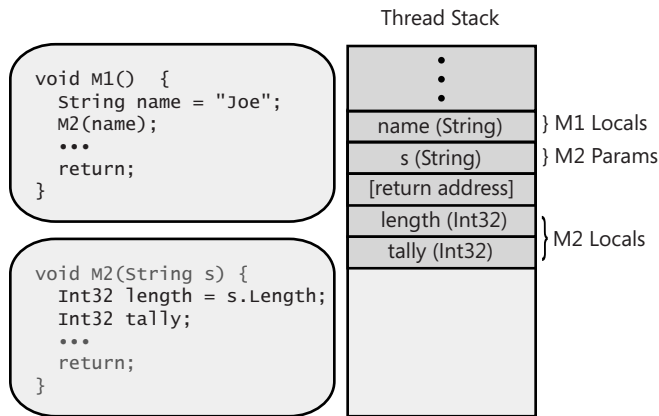 Thread Stack
void M1()  {
  String name = "Joe";
  M2(name);
  •••
  return;
}
void M2(String s) {
  Int32 length = s.Length;
  Int32 tally;
  •••
  return;
}
name (String)
} M1 Locals
s (String)
} M2 Params
[return address]
length (Int32)
tally (Int32)
} M2 Locals